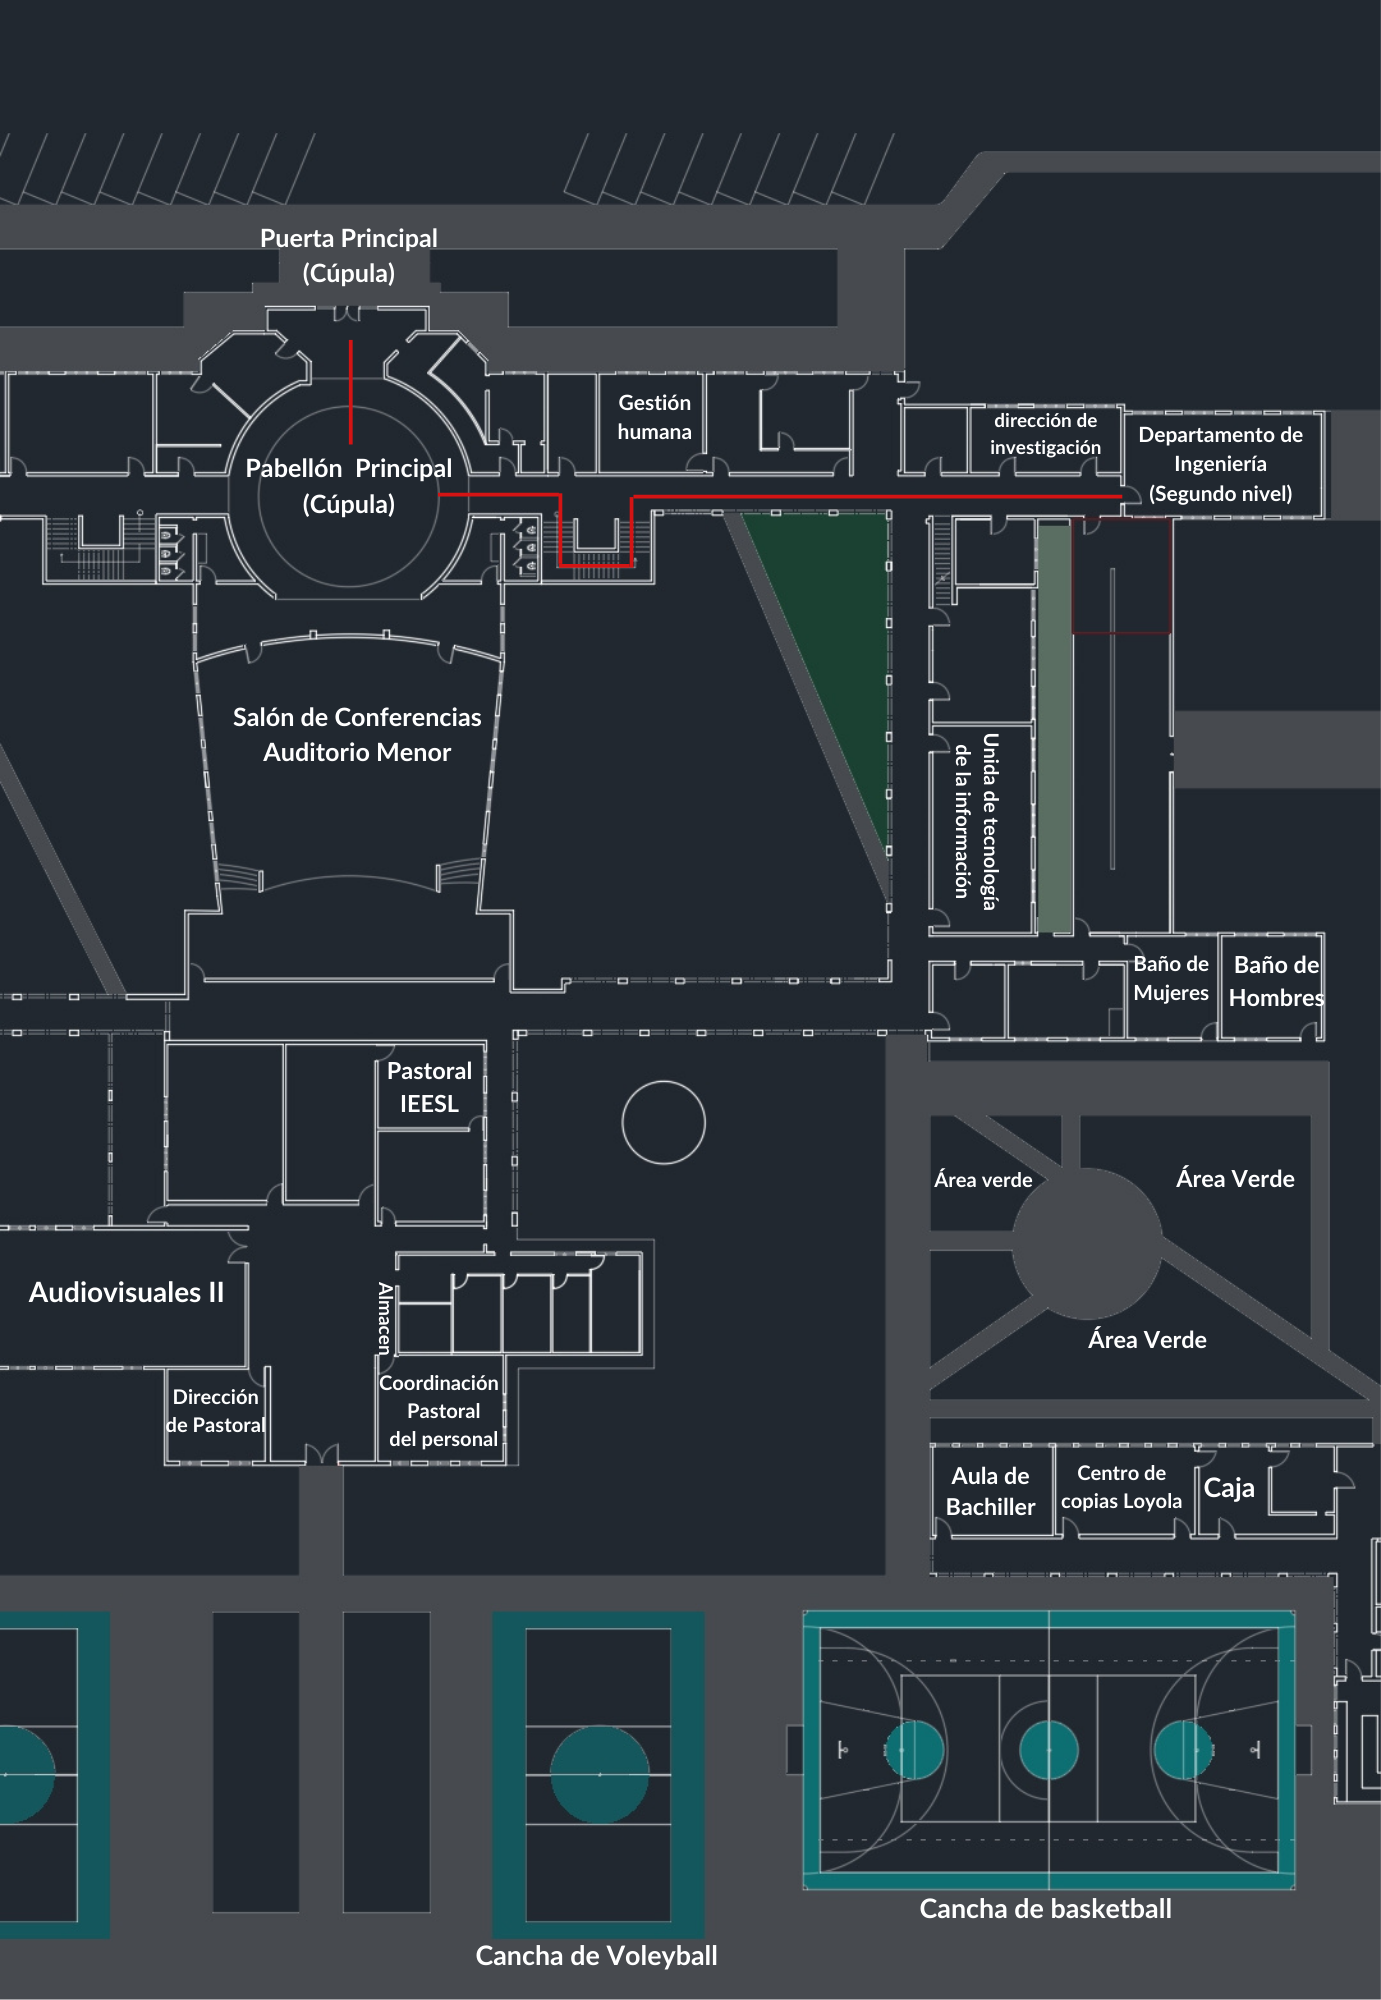 Puerta Principal
(Cúpula)
Gestión
humana
dirección de
investigación
Departamento de
Ingeniería
(Segundo nivel)
Pabellón  Principal
(Cúpula)
Salón de Conferencias
Auditorio Menor
Unida de tecnología
de la información
Baño de
Mujeres
Baño de
Hombres
Pastoral
IEESL
Área verde
Área Verde
Área Verde
Audiovisuales II
Almacen
Dirección
de Pastoral
Coordinación
Pastoral
del personal
Aula de
Bachiller
Centro de
copias Loyola
Caja
Cancha de basketball
Cancha de Voleyball